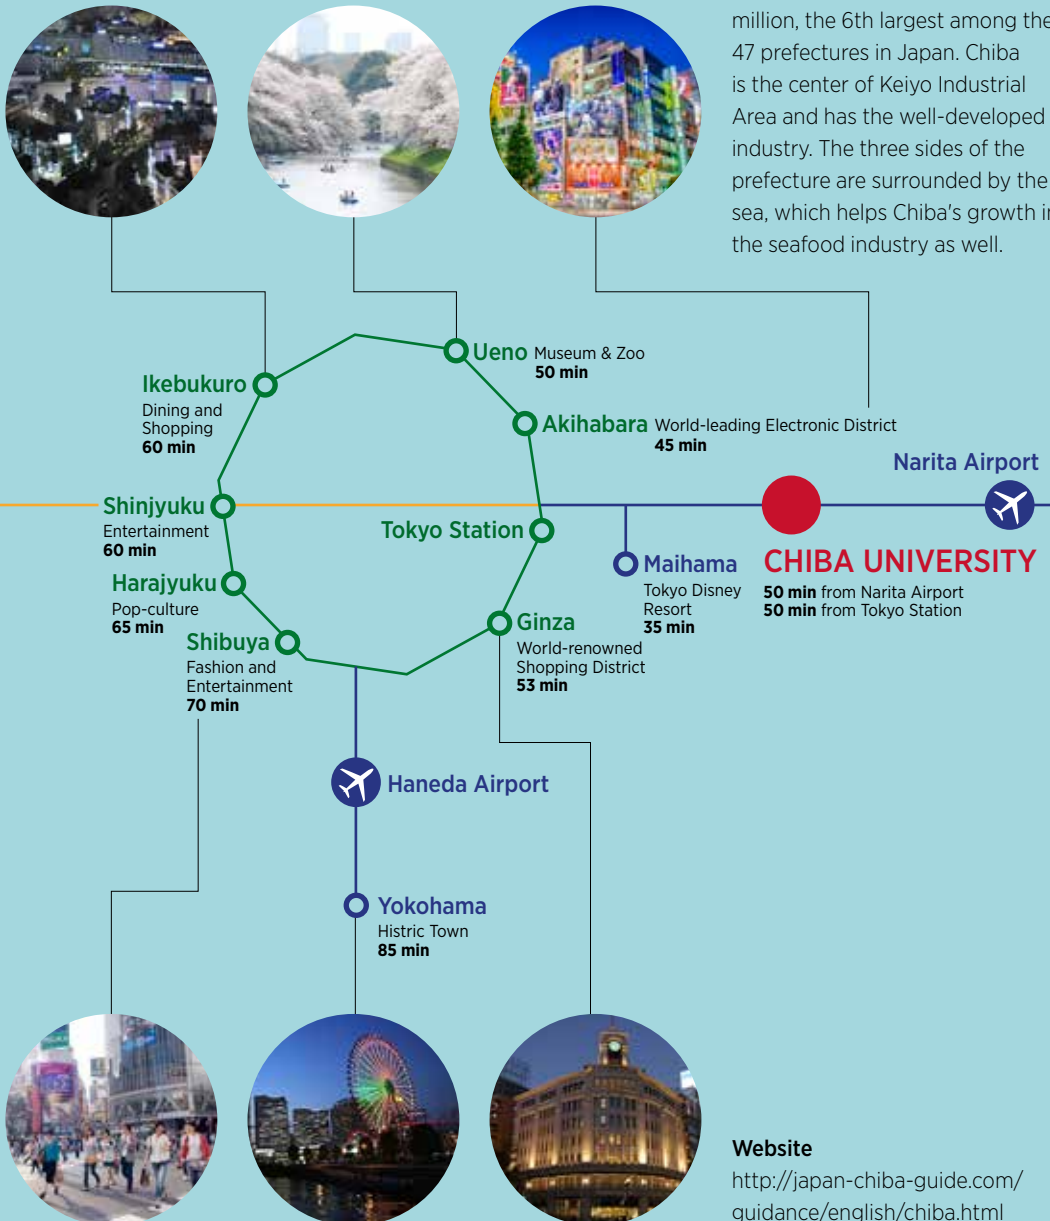 million, the 6th largest among the
47 prefectures in Japan. Chiba
is the center of Keiyo Industrial
Area and has the well-developed
industry. The three sides of the
prefecture are surrounded by the
sea, which helps Chiba's growth in
the seafood industry as well.
Ueno Museum & Zoo
50 min
Ikebukuro
Dining and
Shopping
60 min
Akihabara World-leading Electronic District
45 min
Narita Airport
Shinjyuku
Entertainment
60 min
Tokyo Station
Maihama
Tokyo Disney
Resort
35 min
CHIBA UNIVERSITY
50 min from Narita Airport
50 min from Tokyo Station
Harajyuku
Pop-culture
65 min
Shibuya
Fashion and
Entertainment
70 min
Ginza
World-renowned
Shopping District
53 min
Haneda Airport
Yokohama
Histric Town
85 min
Website
http://japan-chiba-guide.com/
guidance/english/chiba.html